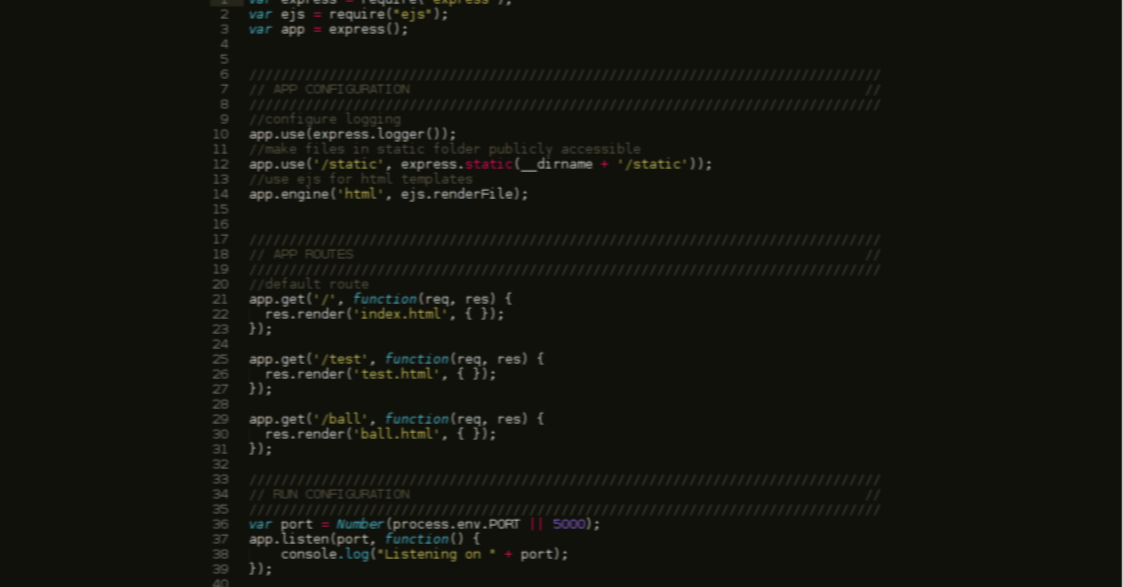 1 var express = require("express");
2 var ejs = require("ejs");
3 var app = express();
4
5
6 ///////////////////////////////////////////////////////////////////////////////
7 // APP CONFIGURATION //
8 ///////////////////////////////////////////////////////////////////////////////
9 //configure logging
10 app.use(express.logger());
11 //make files in static folder publicly accessible
12 app.use('/static', express.static(__dirname + '/static'));
13 //use ejs for html templates
14 app.engine('html', ejs.renderFile);
15
16
17 ///////////////////////////////////////////////////////////////////////////////
18 // APP ROUTES //
19 ///////////////////////////////////////////////////////////////////////////////
20 //default route
21 app.get('/', function(req, res) {
22 res.render('index.html', { });
23 });
24
25 app.get('/test', function(req, res) {
26 res.render('test.html', { });
27 });
28
29 app.get('/ball', function(req, res) {
30 res.render('ball.html', { });
31 });
32
33 ///////////////////////////////////////////////////////////////////////////////
34 // RUN CONFIGURATION //
35 ///////////////////////////////////////////////////////////////////////////////
36 var port = Number(process.env.PORT || 5000);
37 app.listen(port, function() {
38 console.log("Listening on " + port);
39 });
40